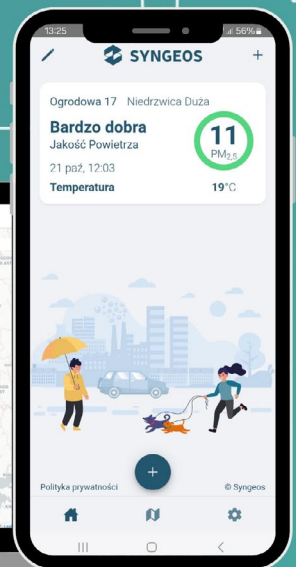 13:25 56%
SYNGEOS
Ogrodowa 17 Niedrzwica Duża
Bardzo dobra
Jakość Powietrza
11
PM2,5
21 paź, 12:03
Temperatura 19°C
Polityka prywatności © Syngeos